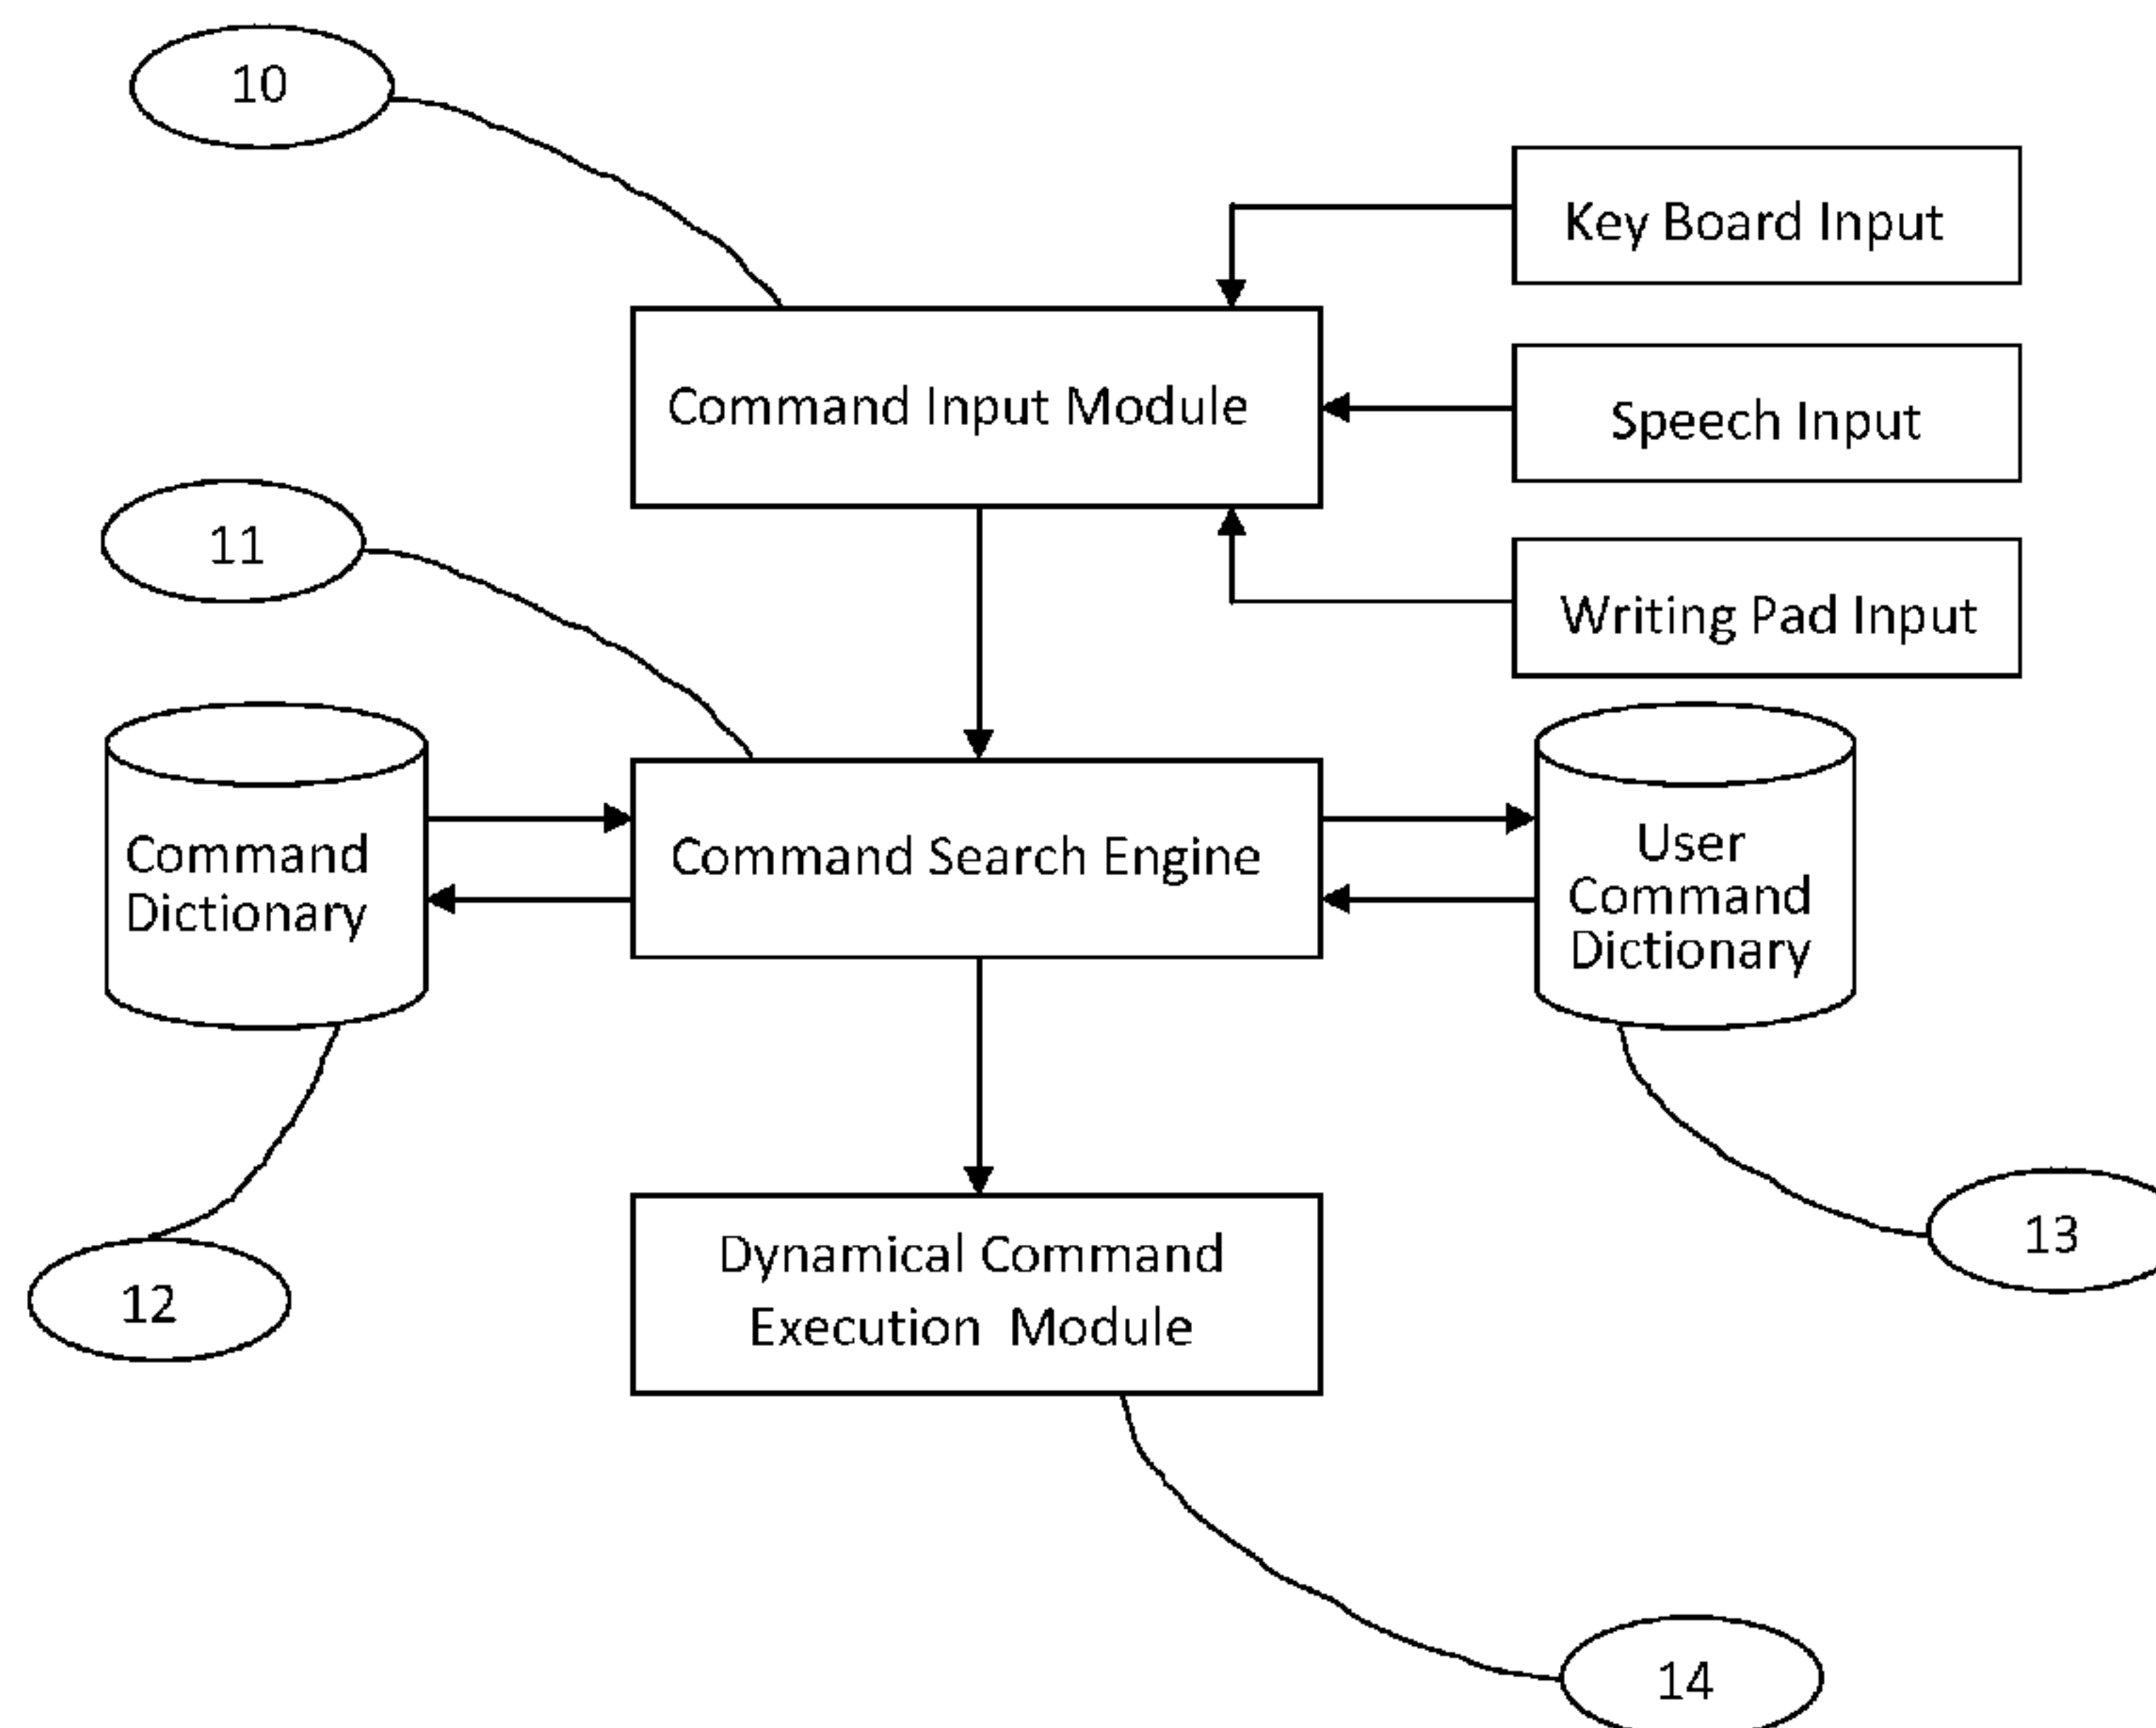 10
Key Board Input
Command Input Module
Speech Input
11
Writing Pad Input
Command
Dictionary
Command Search Engine
User
Command
Dictionary
Dynamical Command
Execution Module
12
13
14